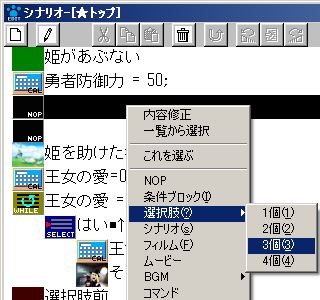 EDIT
シナリオ-[★トップ]
姫があぶない
CAL
勇者防御力 = 50;
NOP
NOP
姫を助けた
CAL
王女の愛=0
WHILE
王女の愛 =
SELECT
はい■↑
CAL
王
そ
選択肢前
内容修正
一覧から選択
これを選ぶ
NOP
条件ブロック(I)
選択肢(?)
シナリオ(s)
フィルム(F)
ムービー
BGM
コマンド
1個(1)
2個(2)
3個(3)
4個(4)